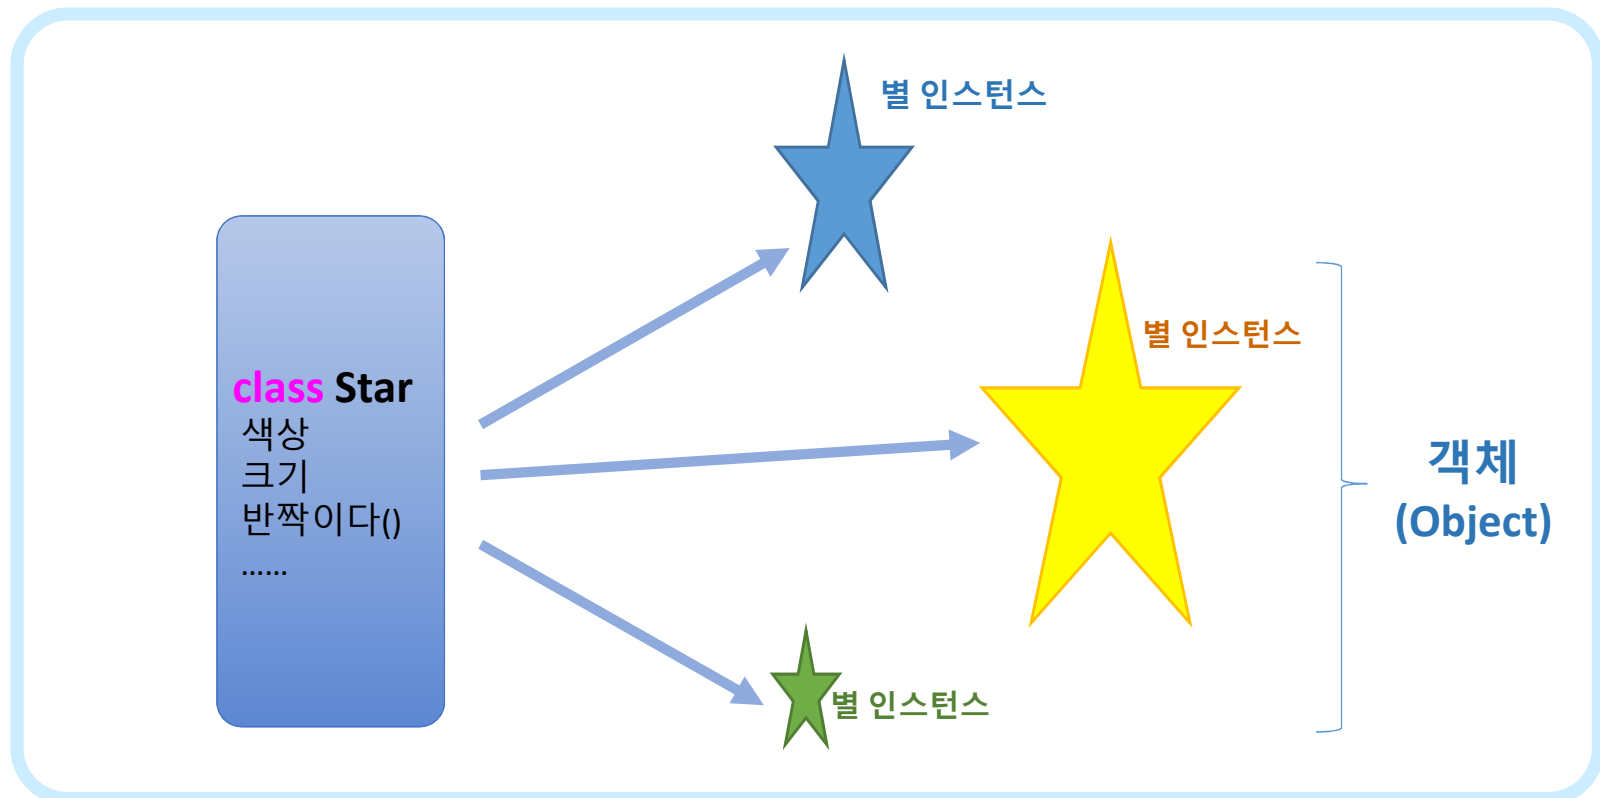 별 인스턴스
별 인스턴스
class Star
색상
크기
반짝이다()
......
객체
(Object)
별 인스턴스